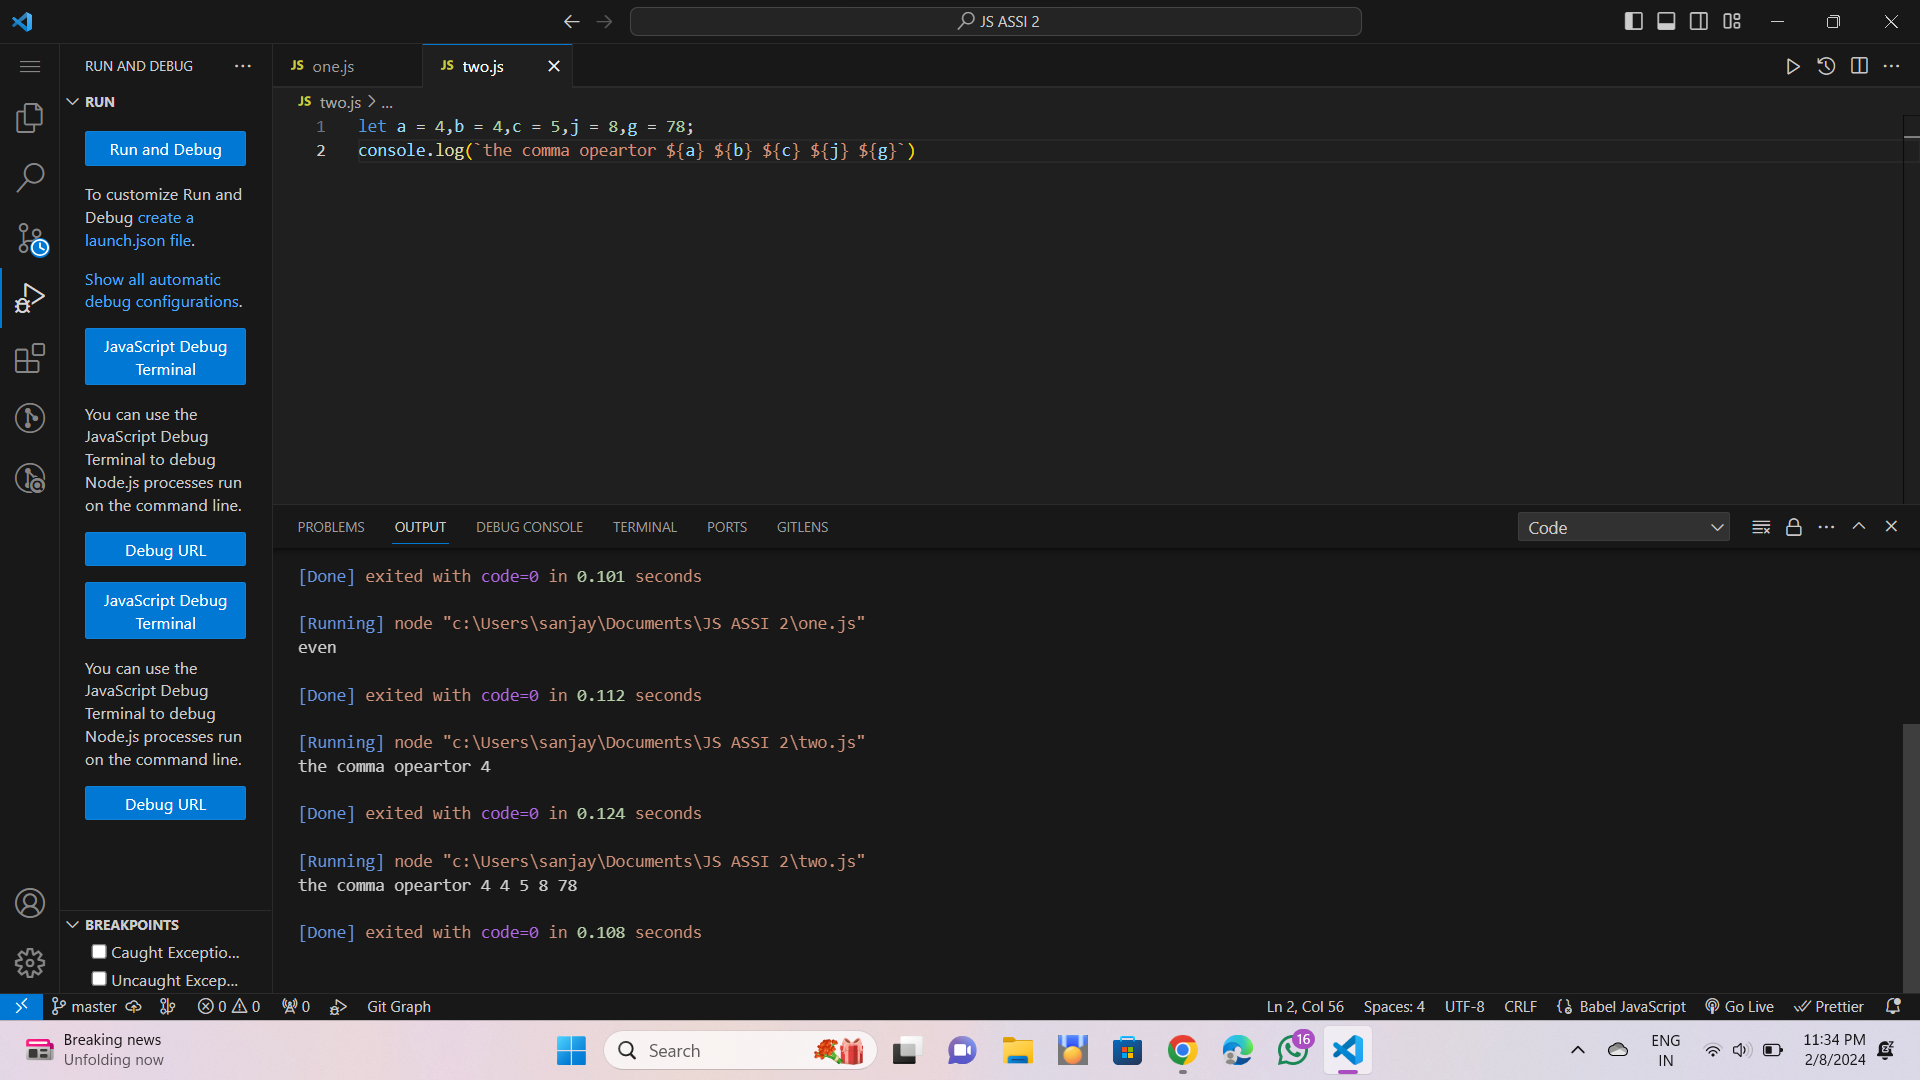 JS ASSI 2
RUN AND DEBUG
RUN
Run and Debug
To customize Run and
Debug create a
launch.json file.
Show all automatic
debug configurations.
JavaScript Debug
Terminal
You can use the
JavaScript Debug
Terminal to debug
Node.js processes run
on the command line.
Debug URL
JavaScript Debug
Terminal
You can use the
JavaScript Debug
Terminal to debug
Node.js processes run
on the command line.
Debug URL
BREAKPOINTS
Caught Exceptio...
Uncaught Excep...
JS one.js
JS two.js
JS two.js > ...
1 let a = 4,b = 4,c = 5,j = 8,g = 78;
2 console.log(`the comma opeartor ${a} ${b} ${c} ${j} ${g}`)
PROBLEMS OUTPUT DEBUG CONSOLE TERMINAL PORTS GITLENS
Code
[Done] exited with code=0 in 0.101 seconds
[Running] node "c:\Users\sanjay\Documents\JS ASSI 2\one.js"
even
[Done] exited with code=0 in 0.112 seconds
[Running] node "c:\Users\sanjay\Documents\JS ASSI 2\two.js"
the comma opeartor 4
[Done] exited with code=0 in 0.124 seconds
[Running] node "c:\Users\sanjay\Documents\JS ASSI 2\two.js"
the comma opeartor 4 4 5 8 78
[Done] exited with code=0 in 0.108 seconds
master 0 0 0 Git Graph
Ln 2, Col 56 Spaces: 4 UTF-8 CRLF Babel JavaScript Go Live Prettier
Breaking news
Unfolding now
Search
16
ENG
IN
11:34 PM
2/8/2024